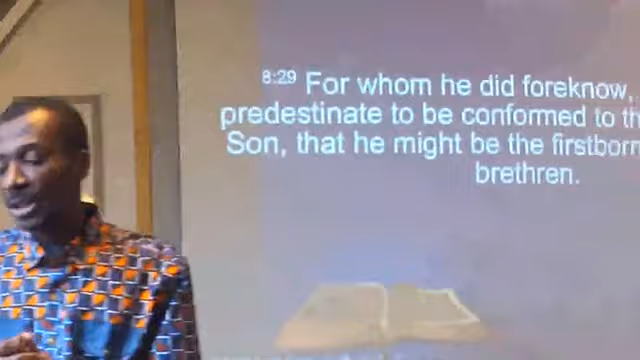 8:29 For whom he did foreknow,
predestinate to be conformed to
Son, that he might be the firstborn
brethren.